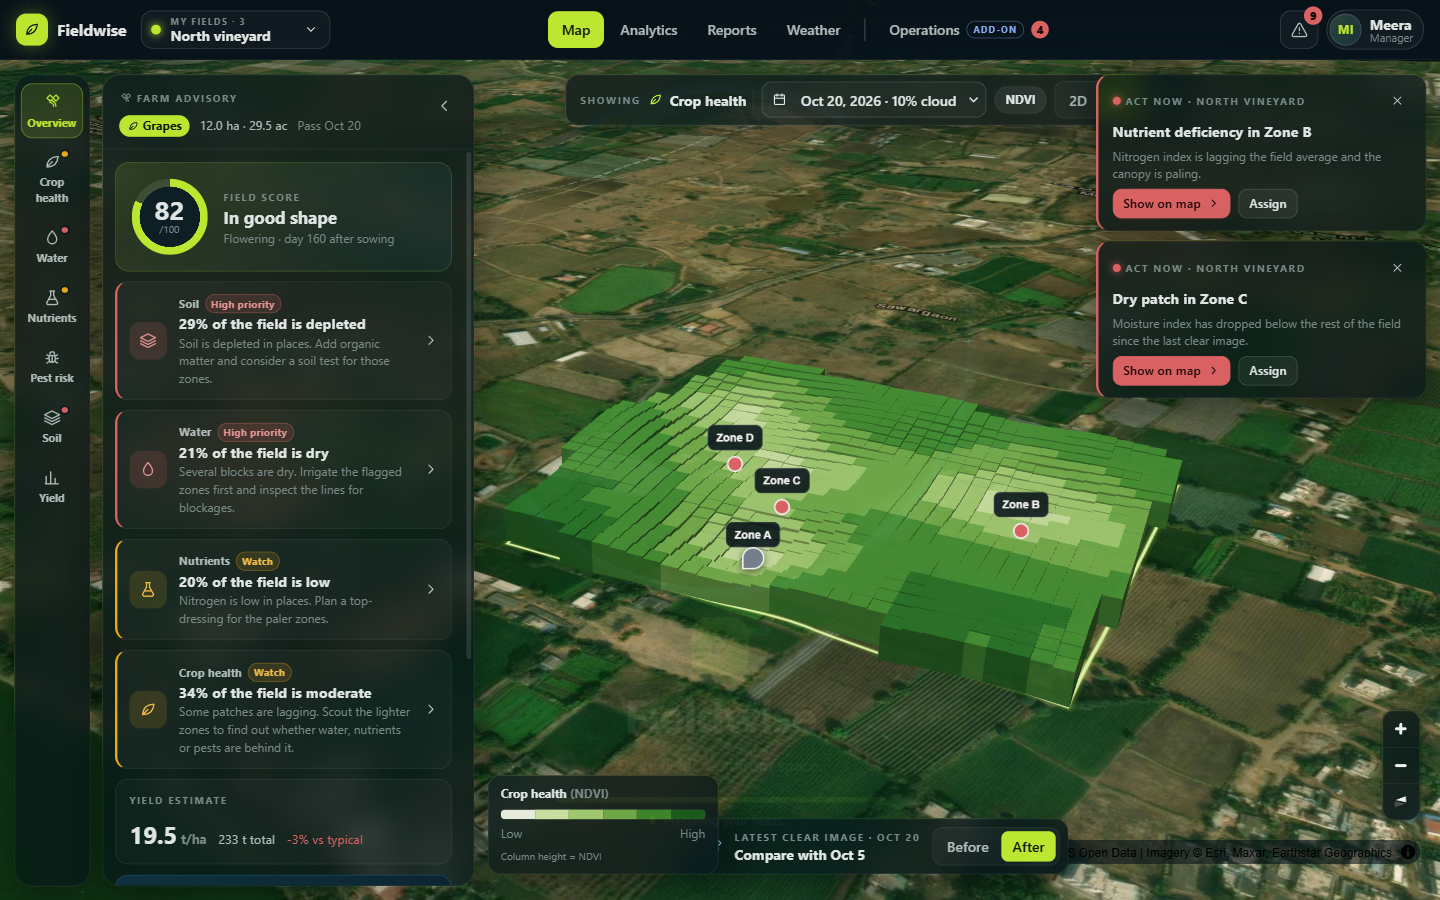 Fieldwise
MY FIELDS · 3
North vineyard
Map
Analytics
Reports
Weather
Operations
ADD-ON
4
9
MI
Meera
Manager
Overview
Crop
health
Water
Nutrients
Pest risk
Soil
Yield
FARM ADVISORY
Grapes
12.0 ha · 29.5 ac
Pass Oct 20
82
/100
FIELD SCORE
In good shape
Flowering · day 160 after sowing
Soil
High priority
29% of the field is depleted
Soil is depleted in places. Add organic
matter and consider a soil test for those
zones.
Water
High priority
21% of the field is dry
Several blocks are dry. Irrigate the flagged
zones first and inspect the lines for
blockages.
Nutrients
Watch
20% of the field is low
Nitrogen is low in places. Plan a top-
dressing for the paler zones.
Crop health
Watch
34% of the field is moderate
Some patches are lagging. Scout the lighter
zones to find out whether water, nutrients
or pests are behind it.
YIELD ESTIMATE
19.5 t/ha
233 t total
-3% vs typical
SHOWING
Crop health
Oct 20, 2026 · 10% cloud
NDVI
2D
ACT NOW · NORTH VINEYARD
Nutrient deficiency in Zone B
Nitrogen index is lagging the field average and the
canopy is paling.
Show on map
Assign
ACT NOW · NORTH VINEYARD
Dry patch in Zone C
Moisture index has dropped below the rest of the field
since the last clear image.
Show on map
Assign
Sawargaon
Zone D
Zone C
Zone B
Zone A
Crop health (NDVI)
Low
High
Column height = NDVI
LATEST CLEAR IMAGE · OCT 20
Compare with Oct 5
Before
After
S Open Data | Imagery © Esri, Maxar, Earthstar Geographics